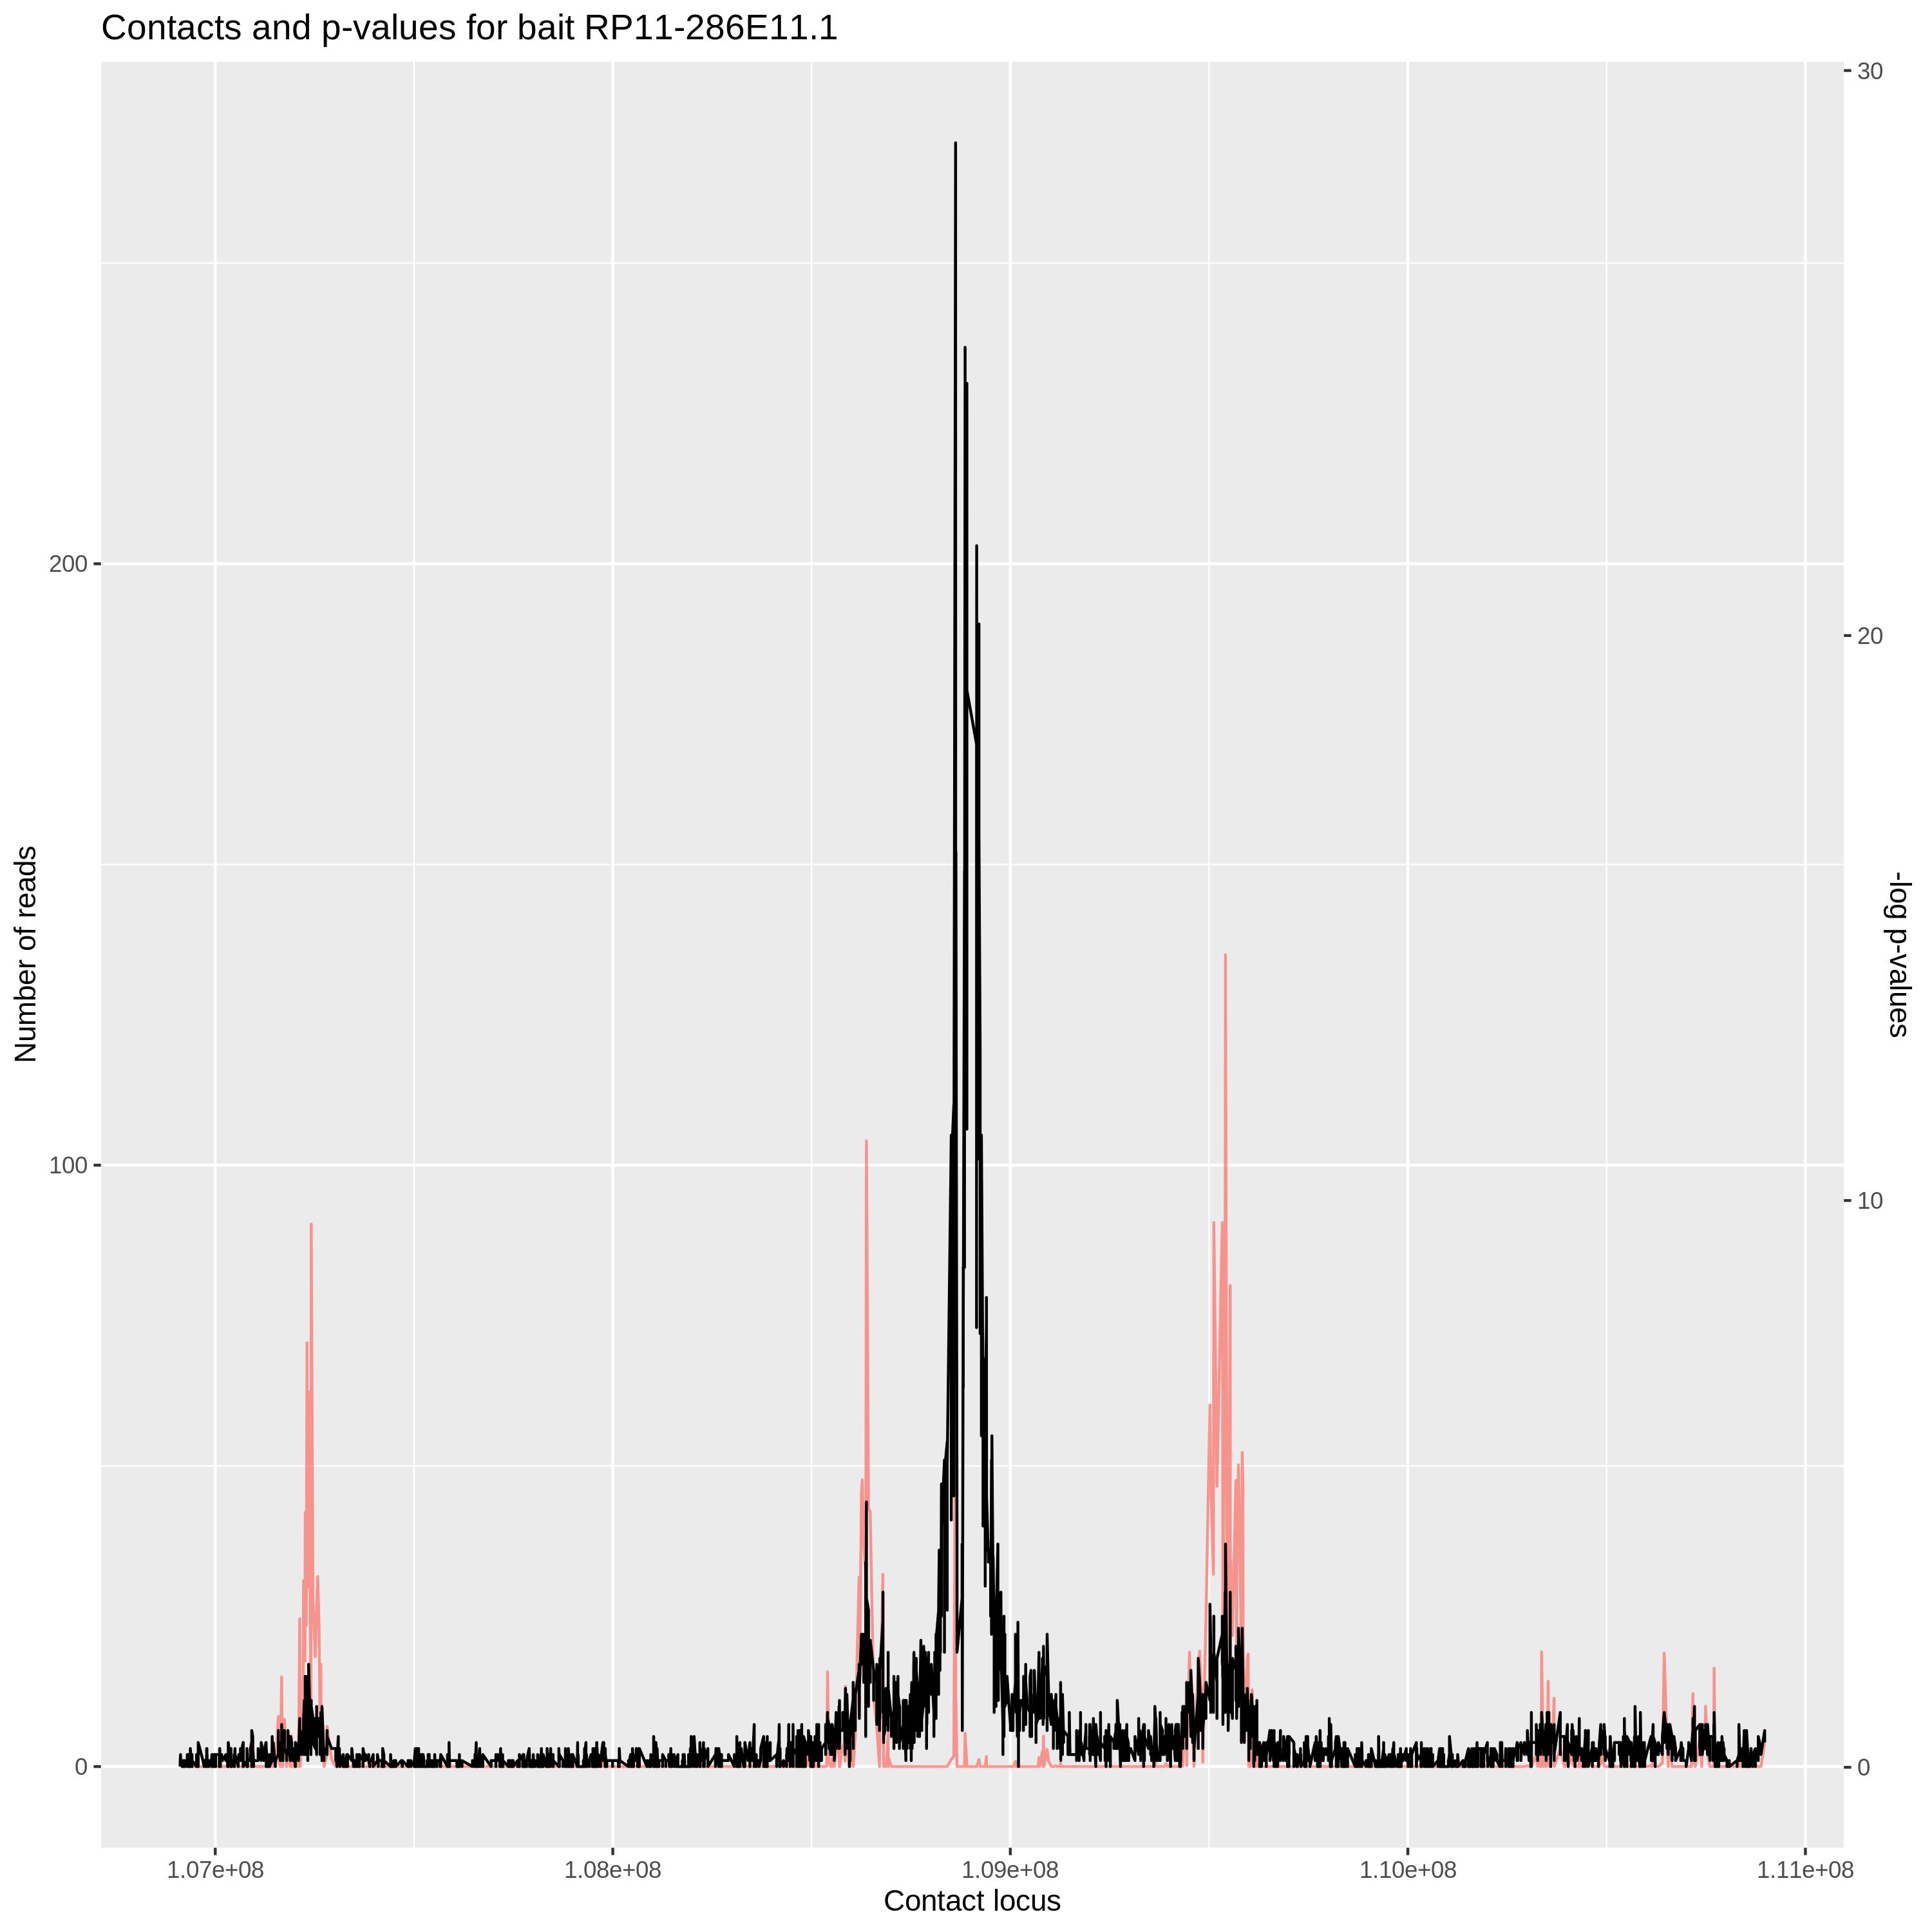 Contacts and p-values for bait RP11-286E11.1
30
200
20
Number of reads
-log p-values
100
10
0
0
1.07e+08
1.08e+08
1.09e+08
1.10e+08
1.11e+08
Contact locus